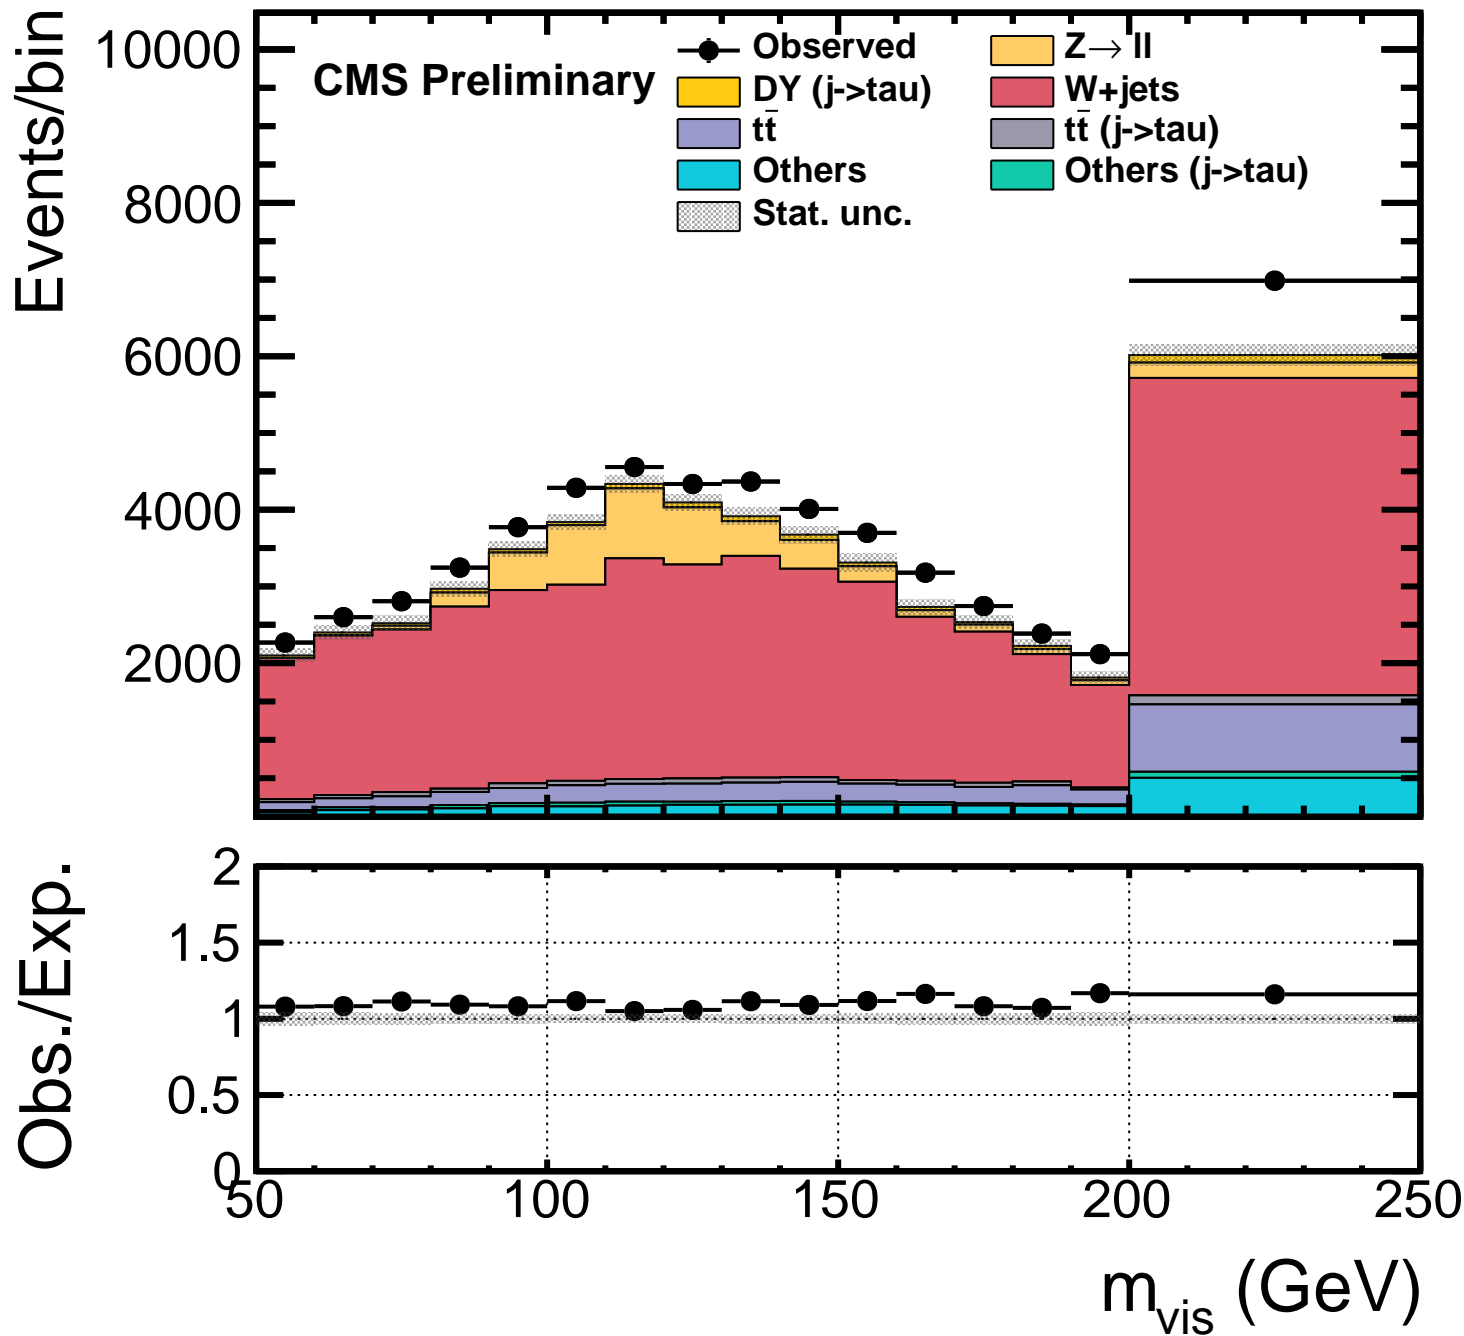 Events/bin
10000
8000
6000
4000
2000
CMS Preliminary
Observed
Z→ ll
DY (j->tau)
W+jets
tt̄
tt̄ (j->tau)
Others
Others (j->tau)
Stat. unc.
Obs./Exp.
2
1.5
1
0.5
0
50 100 150 200 250
m_vis (GeV)